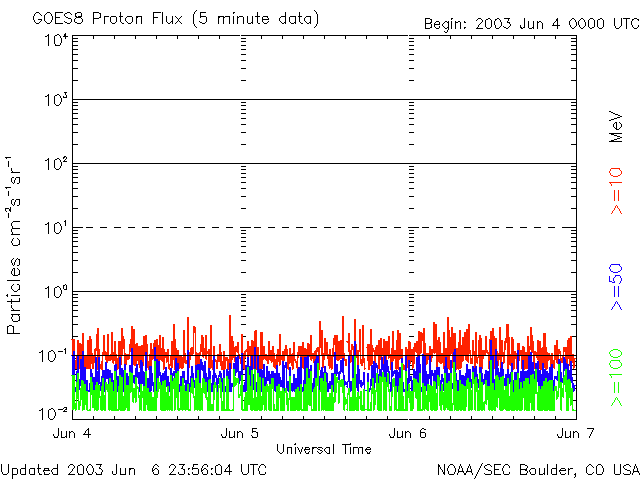 GOES8 Proton Flux (5 minute data)
Begin: 2003 Jun 4 0000 UTC
Particles cm⁻²s⁻¹sr⁻¹
10⁴
10³
10²
10¹
10⁰
10⁻¹
10⁻²
MeV
>=10
>=50
>=100
Jun 4 Jun 5 Jun 6 Jun 7
Universal Time
Updated 2003 Jun 6 23:56:04 UTC
NOAA/SEC Boulder, CO USA